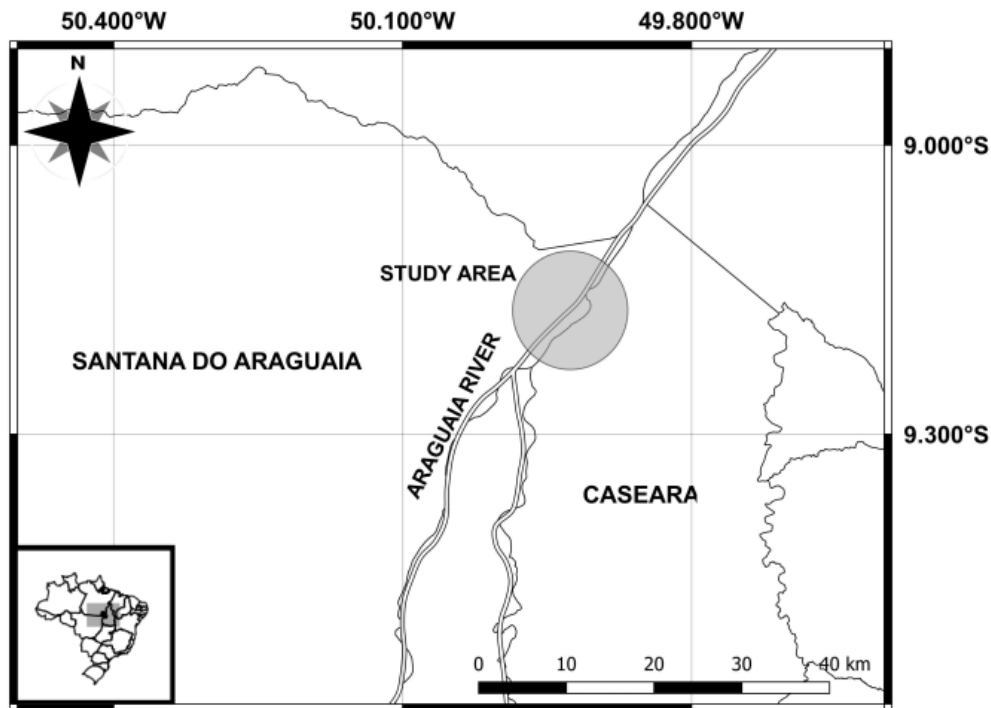 50.400°W 50.100°W 49.800°W
N
9.000°S
STUDY AREA
SANTANA DO ARAGUAIA
ARAGUAIA RIVER
9.300°S
CASEARA
0 10 20 30 40 km